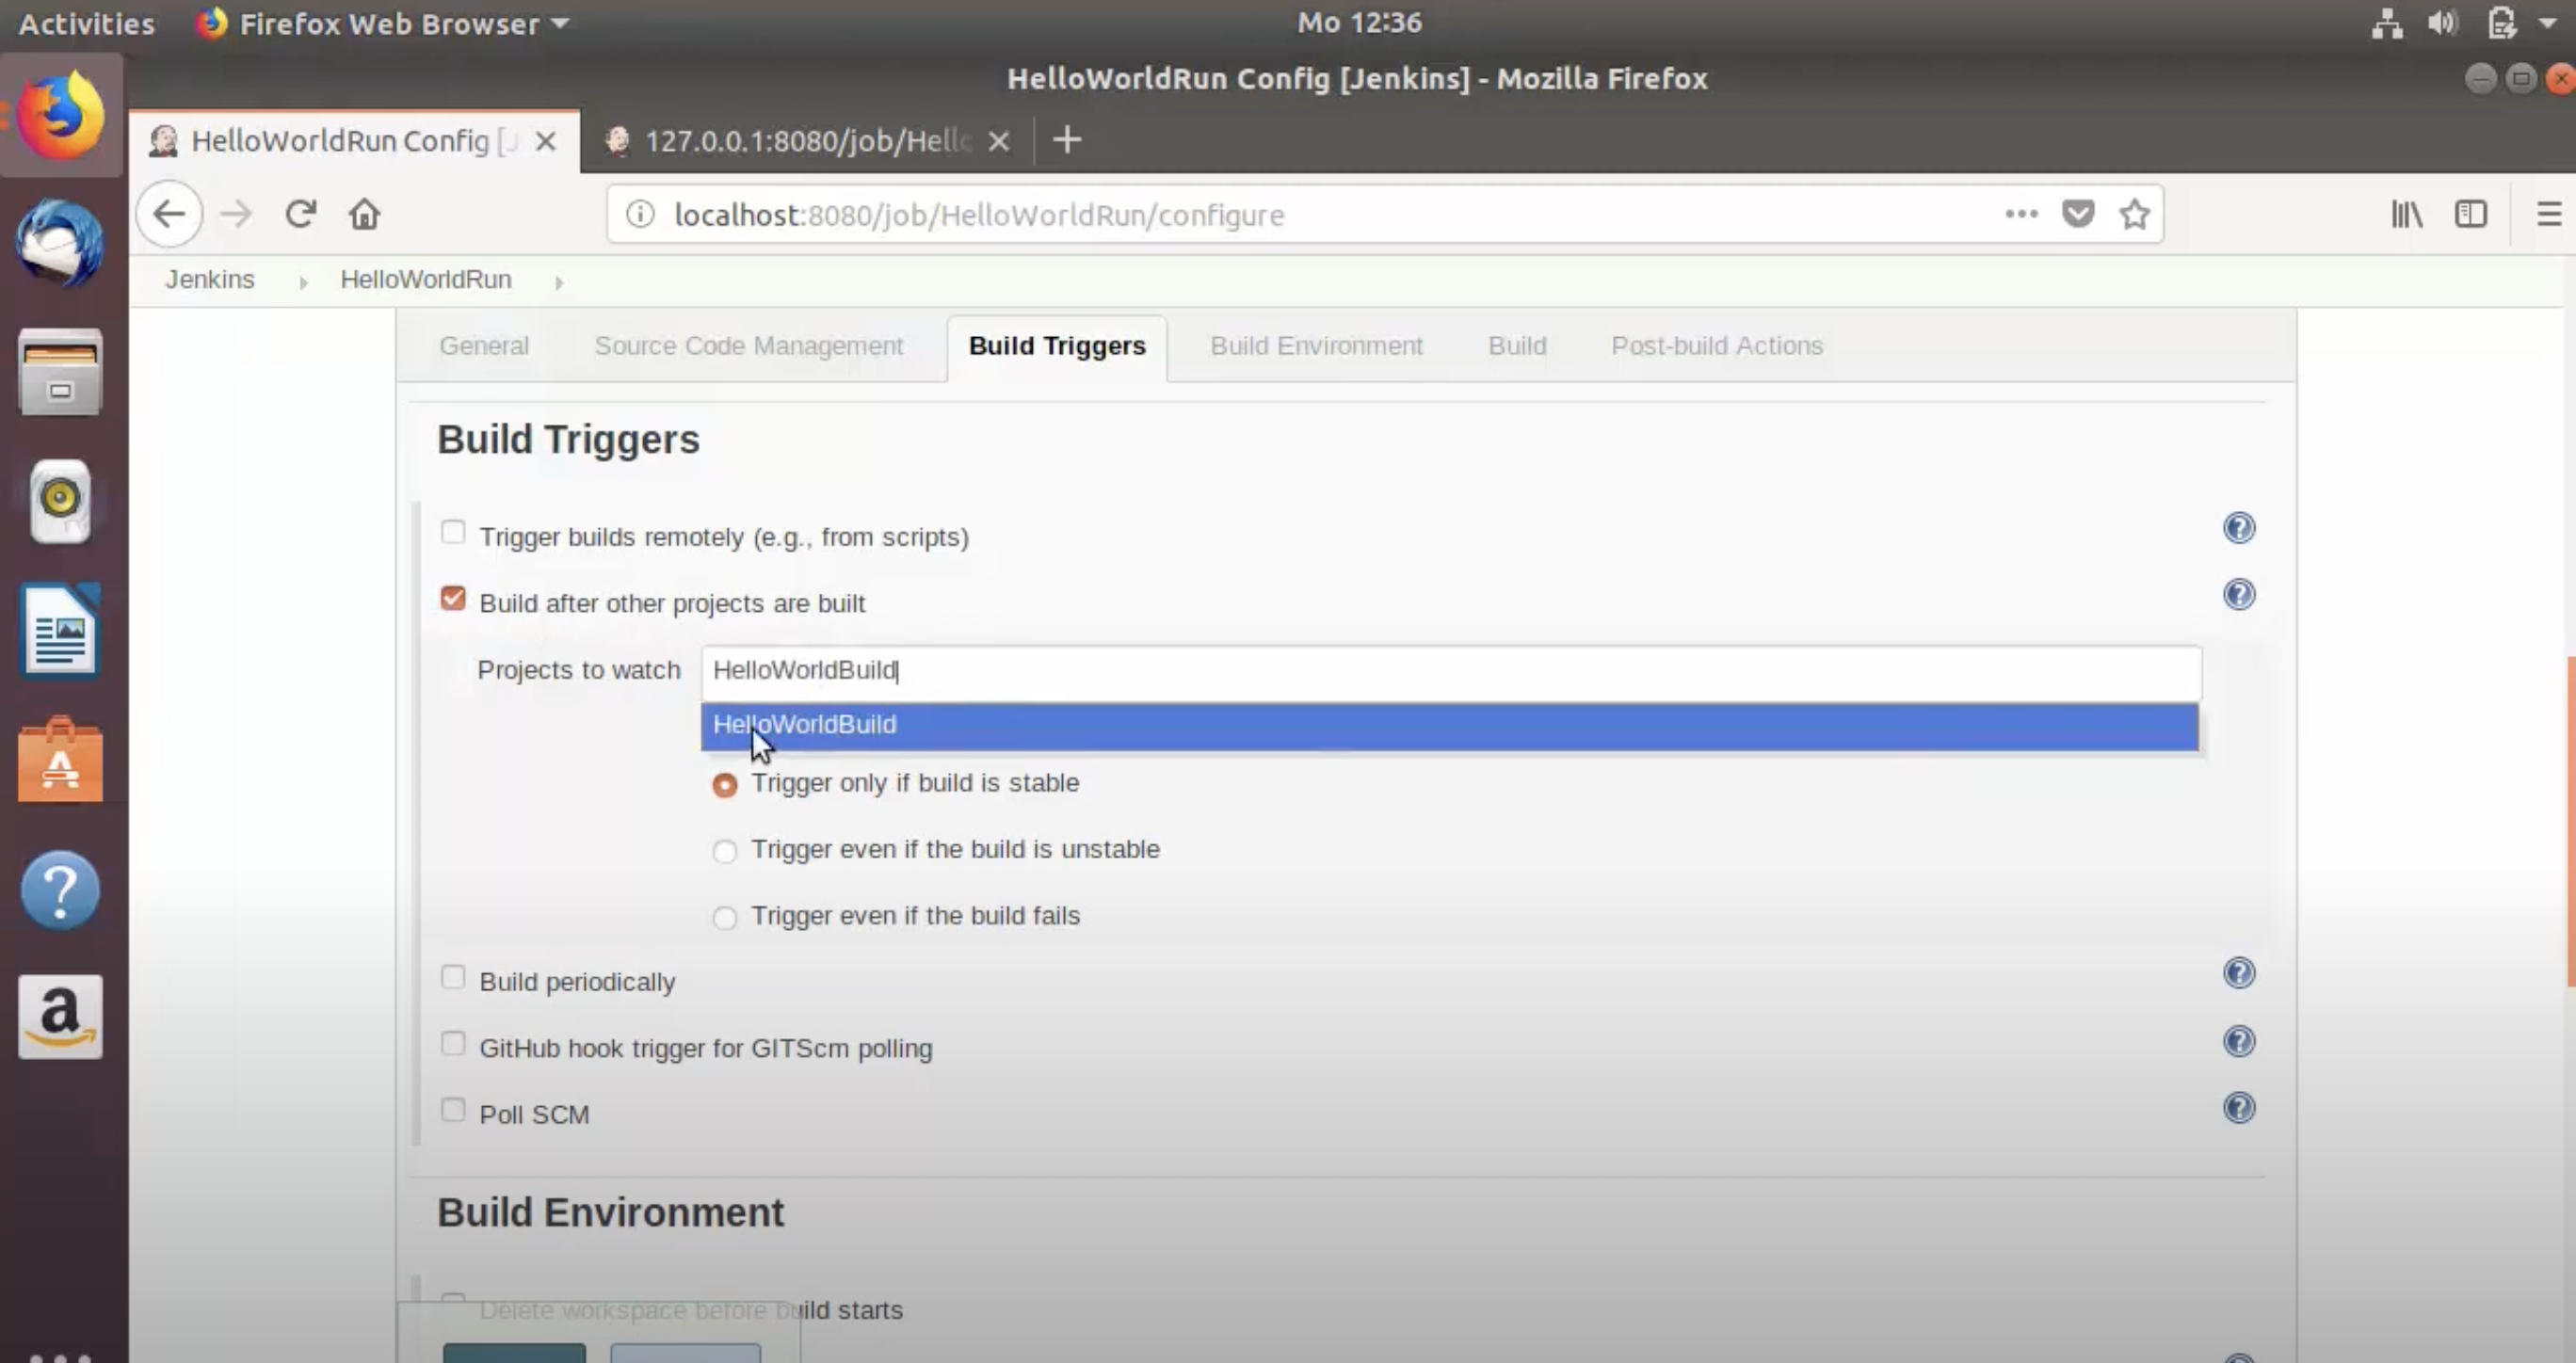 Activities Firefox Web Browser Mo 12:36
HelloWorldRun Config [Jenkins] - Mozilla Firefox
HelloWorldRun Config [J 127.0.0.1:8080/job/Hello
localhost:8080/job/HelloWorldRun/configure
Jenkins HelloWorldRun
General Source Code Management Build Triggers Build Environment Build Post-build Actions
Build Triggers
Trigger builds remotely (e.g., from scripts)
Build after other projects are built
Projects to watch HelloWorldBuild
HelloWorldBuild
Trigger only if build is stable
Trigger even if the build is unstable
Trigger even if the build fails
Build periodically
GitHub hook trigger for GITScm polling
Poll SCM
Build Environment
Delete workspace before build starts